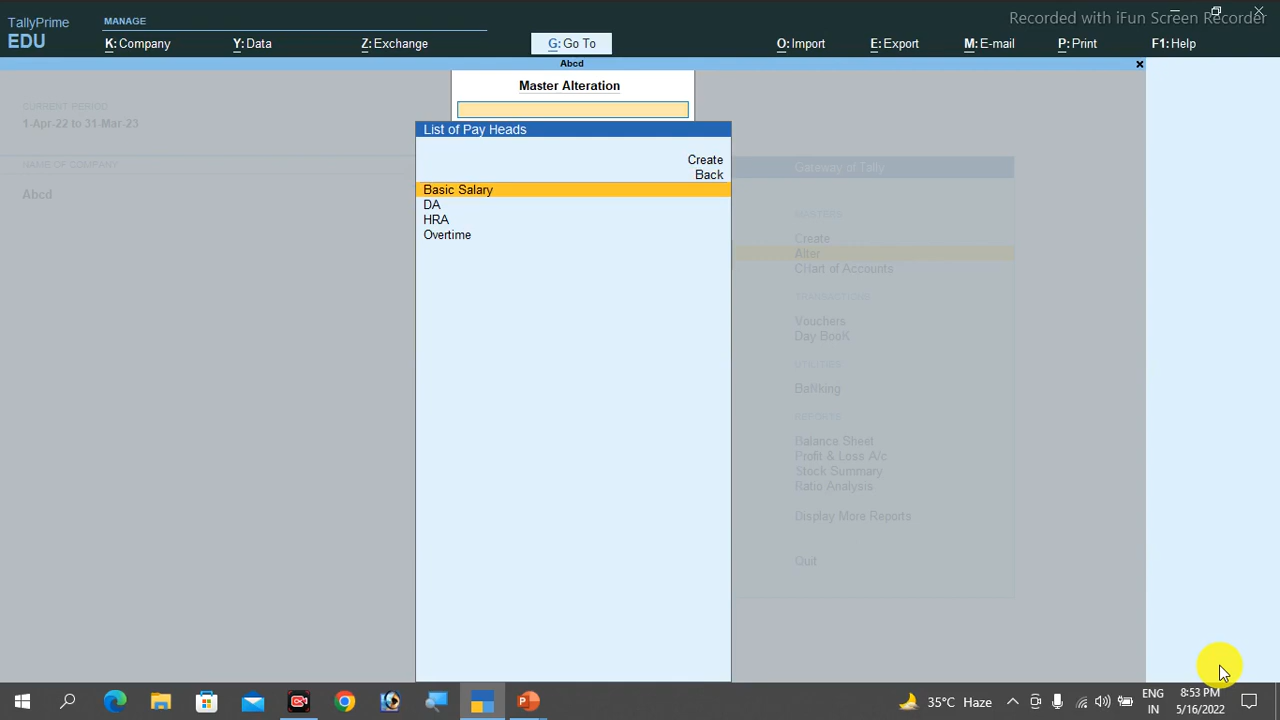 Recorded with iFun Screen Recorder
TallyPrime
EDU
MANAGE
K: Company
Y: Data
Z: Exchange
G: Go To
O: Import
E: Export
M: E-mail
P: Print
F1: Help
Abcd
Master Alteration
CURRENT PERIOD
1-Apr-22 to 31-Mar-23
NAME OF COMPANY
Abcd
List of Pay Heads
Create
Back
Basic Salary
DA
HRA
Overtime
Gateway of Tally
MASTERS
Create
Alter
CHart of Accounts
TRANSACTIONS
Vouchers
Day BooK
UTILITIES
BaNking
REPORTS
Balance Sheet
Profit & Loss A/c
Stock Summary
Ratio Analysis
Display More Reports
Quit
35°C Haze
ENG
IN
8:53 PM
5/16/2022